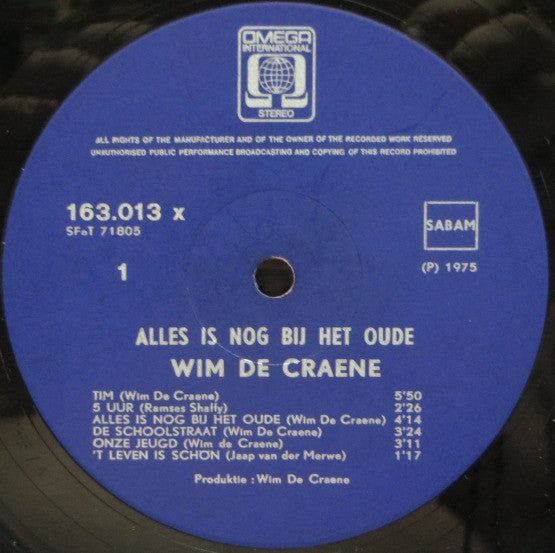 OMEGA
INTERNATIONAL
STEREO
ALL RIGHTS OF THE MANUFACTURER AND OF THE OWNER OF THE RECORDED WORK RESERVED
UNAUTHORISED PUBLIC PERFORMANCE BROADCASTING AND COPYING OF THIS RECORD PROHIBITED
163.013 x
SFoT 71805
SABAM
1
(P) 1975
ALLES IS NOG BIJ HET OUDE
WIM DE CRAENE
TIM (Wim De Craene) 5'50
5 UUR (Ramses Shaffy) 2'26
ALLES IS NOG BIJ HET OUDE (Wim De Craene) 4'14
DE SCHOOLSTRAAT (Wim De Craene) 3'24
ONZE JEUGD (Wim de Craene) 3'11
'T LEVEN IS SCHÖN (Jaap van der Merwe) 1'17
Produktie : Wim De Craene